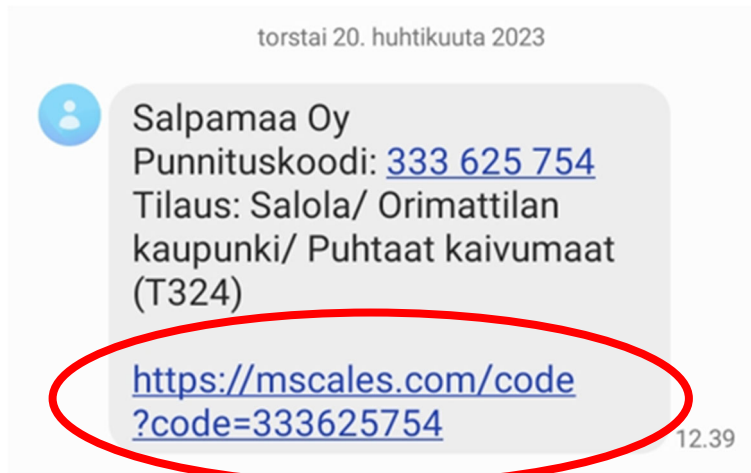 torstai 20. huhtikuuta 2023
Salpamaa Oy
Punnituskoodi: 333 625 754
Tilaus: Salola/ Orimattilan
kaupunki/ Puhtaat kaivumaat
(T324)
https://mscales.com/code
?code=333625754
12.39